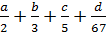 a/2 + b/3 + c/5 + d/67